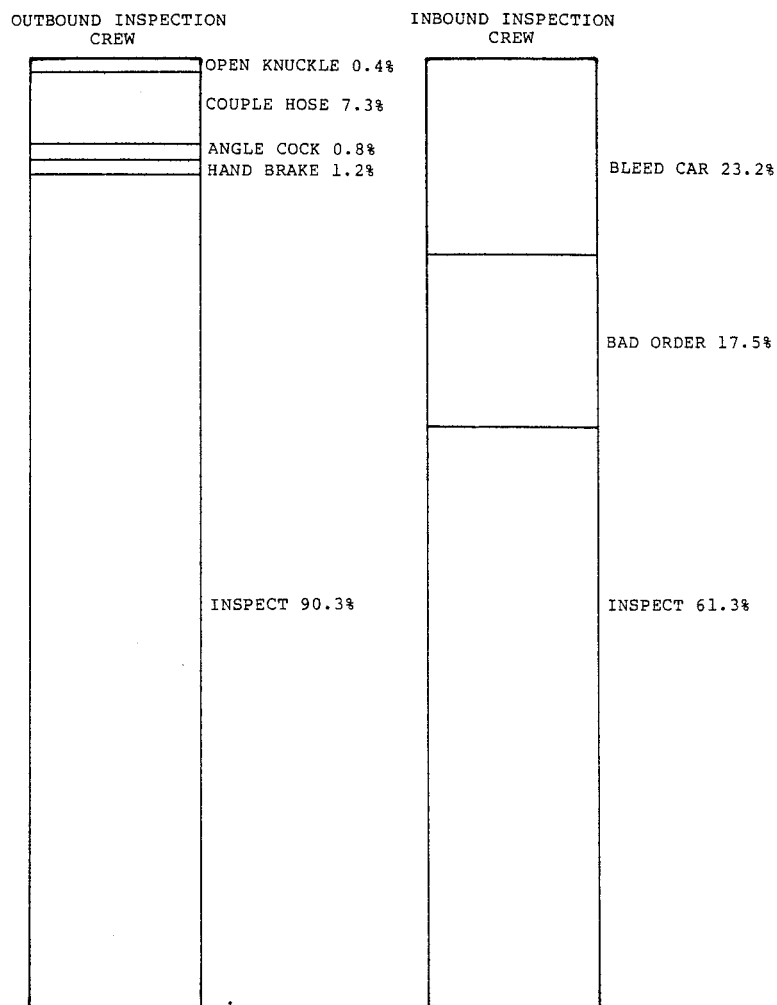 OUTBOUND INSPECTION
CREW
OPEN KNUCKLE 0.4%
COUPLE HOSE 7.3%
ANGLE COCK 0.8%
HAND BRAKE 1.2%
INSPECT 90.3%
INBOUND INSPECTION
CREW
BLEED CAR 23.2%
BAD ORDER 17.5%
INSPECT 61.3%